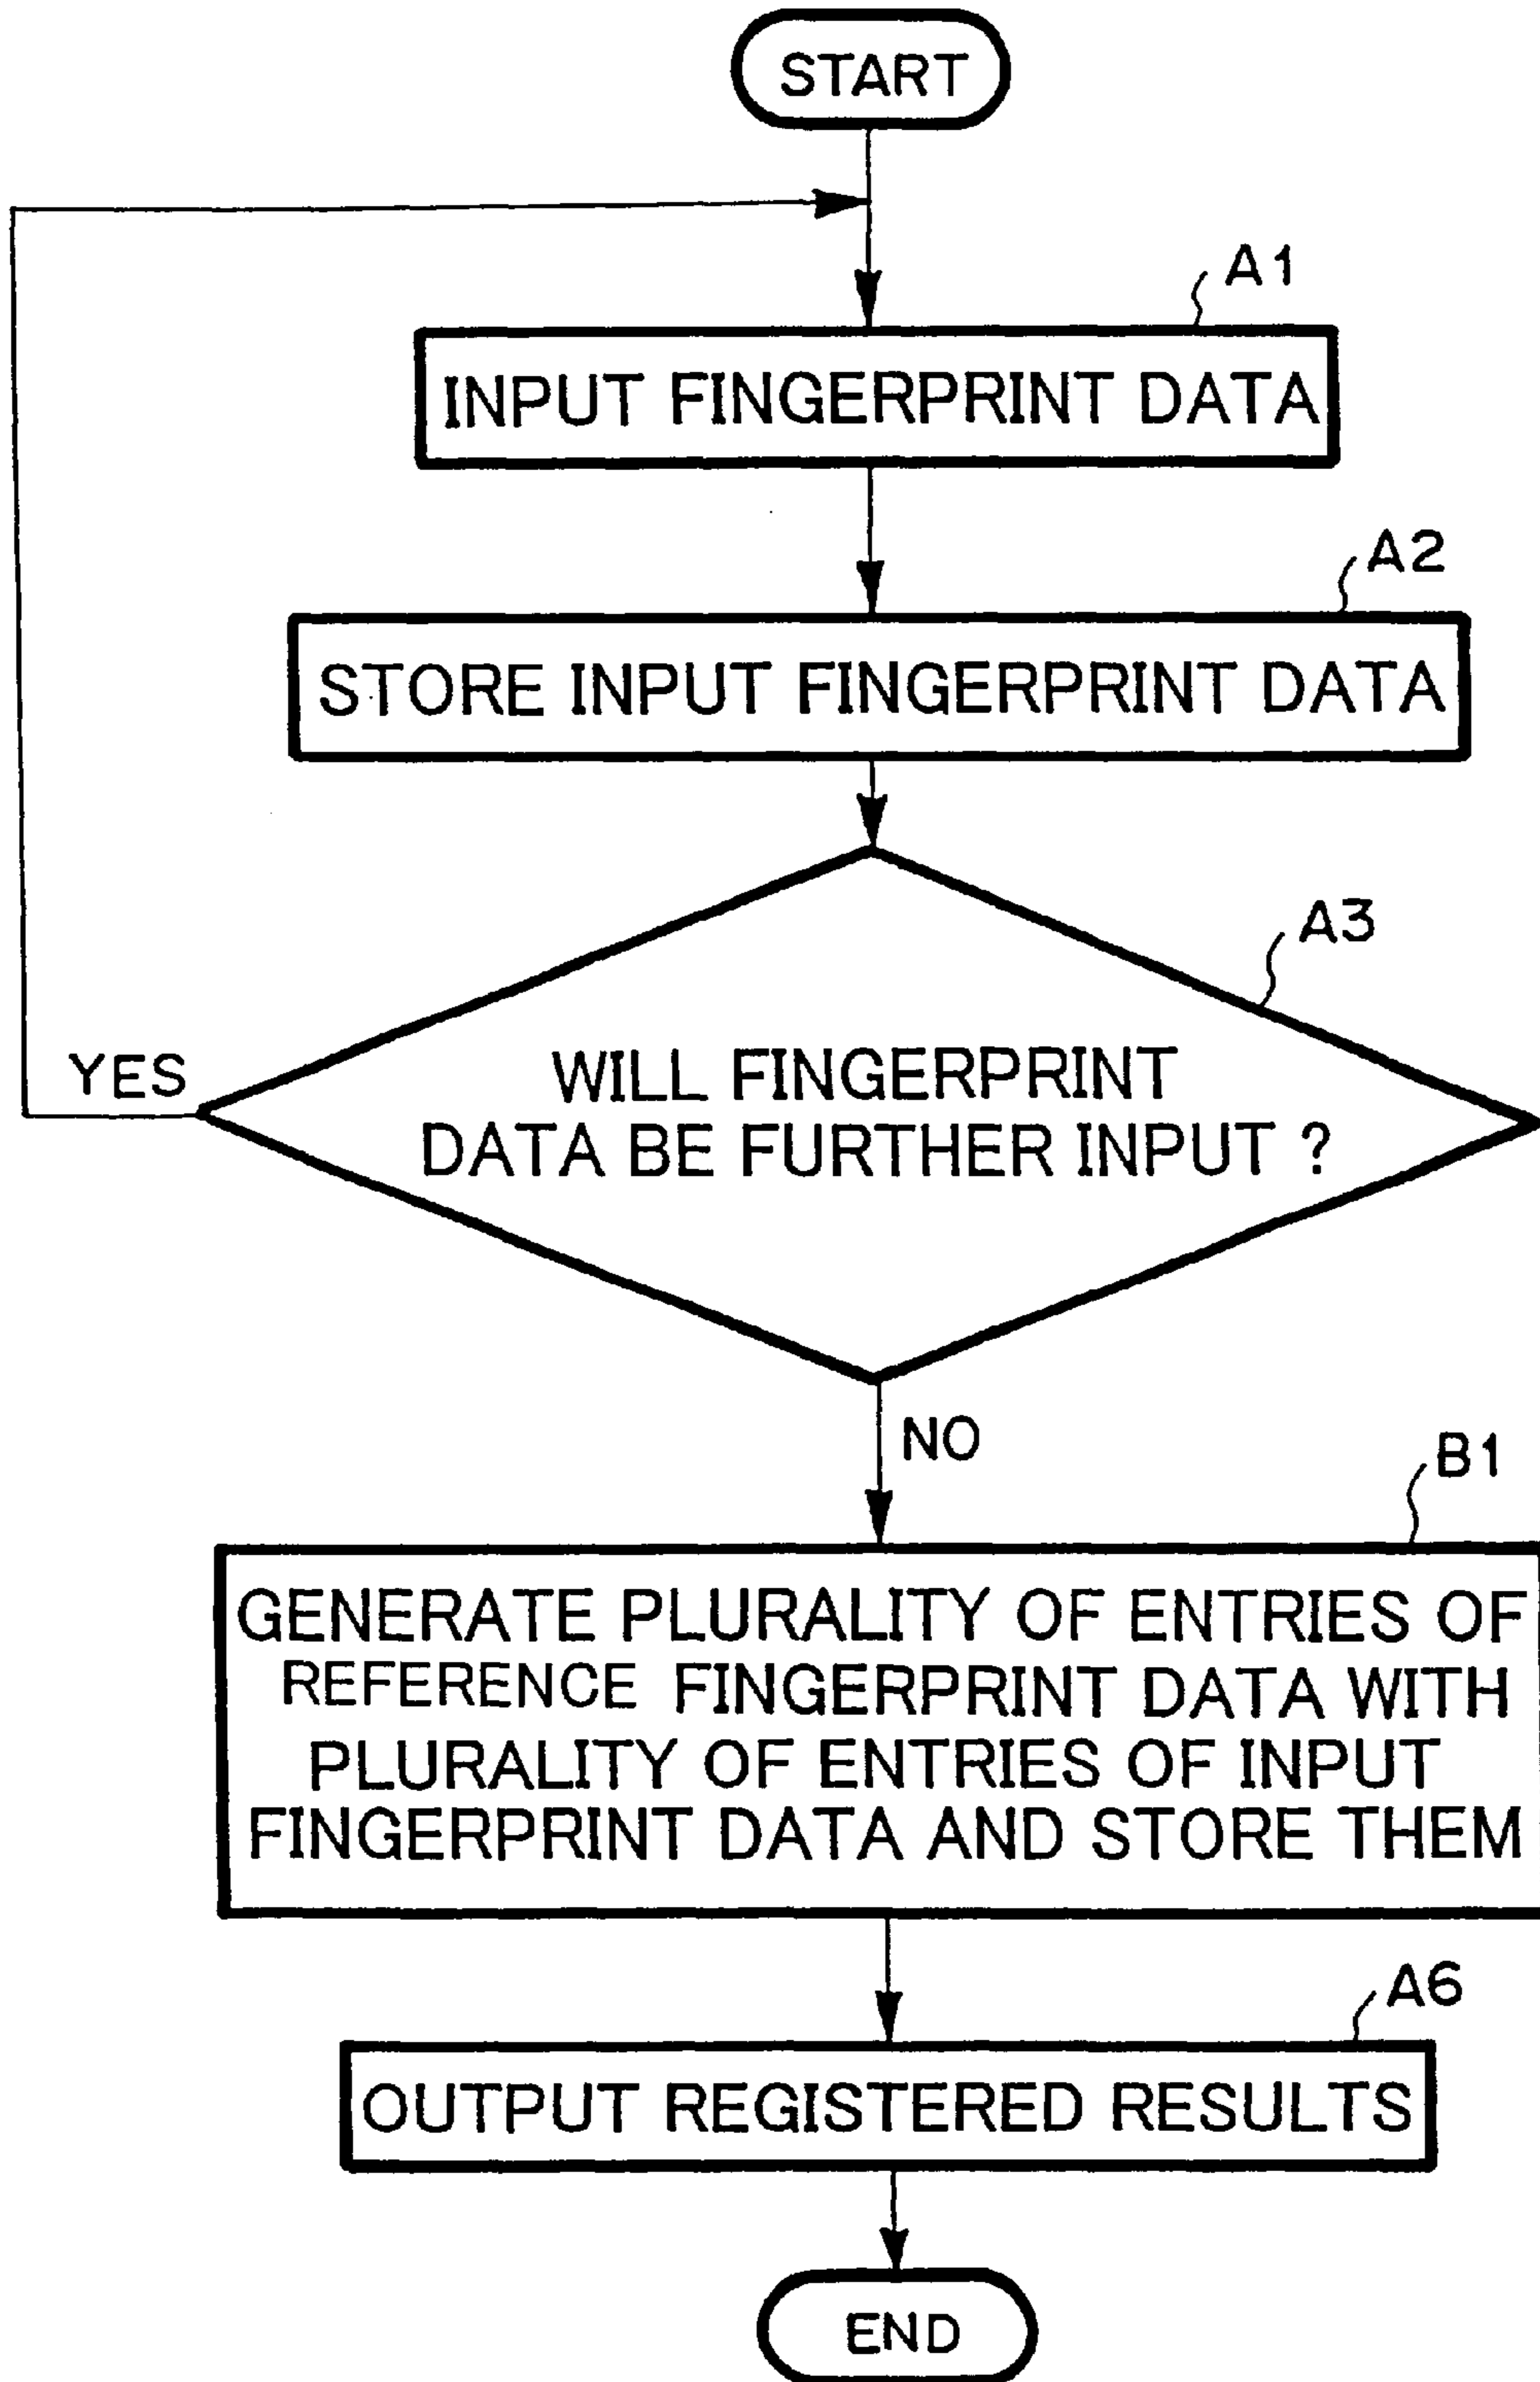 START
A1
INPUT FINGERPRINT DATA
A2
STORE INPUT FINGERPRINT DATA
A3
YES
WILL FINGERPRINT
DATA BE FURTHER INPUT ?
NO
B1
GENERATE PLURALITY OF ENTRIES OF
REFERENCE FINGERPRINT DATA WITH
PLURALITY OF ENTRIES OF INPUT
FINGERPRINT DATA AND STORE THEM
A6
OUTPUT REGISTERED RESULTS
END